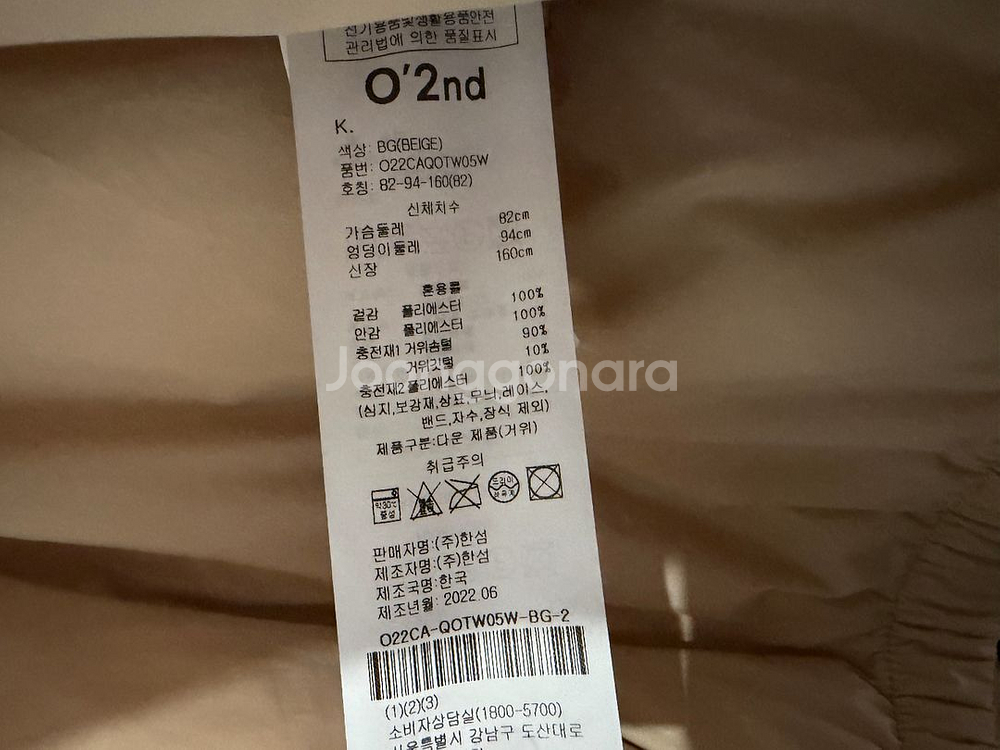 전기용품및생활용품안전
관리법에 의한 품질표시
O'2nd
K.
색상: BG(BEIGE)
품번: O22CAQOTW05W
호칭: 82-94-160(82)
신체치수
가슴둘레 82cm
엉덩이둘레 94cm
신장 160cm
혼용률
겉감 폴리에스터 100%
안감 폴리에스터 100%
충전재1 거위솜털 90%
거위깃털 10%
충전재2 폴리에스터 100%
(심지,보강재,상표,무늬,레이스,
밴드,자수,장식 제외)
제품구분:다운 제품(거위)
취급주의
약30℃
중성
드라이
석유계
판매자명:(주)한섬
제조자명:(주)한섬
제조국명:한국
제조년월: 2022.06
O22CA-QOTW05W-BG-2
(1)(2)(3)
소비자상담실(1800-5700)
서울특별시 강남구 도산대로
Joonggonara